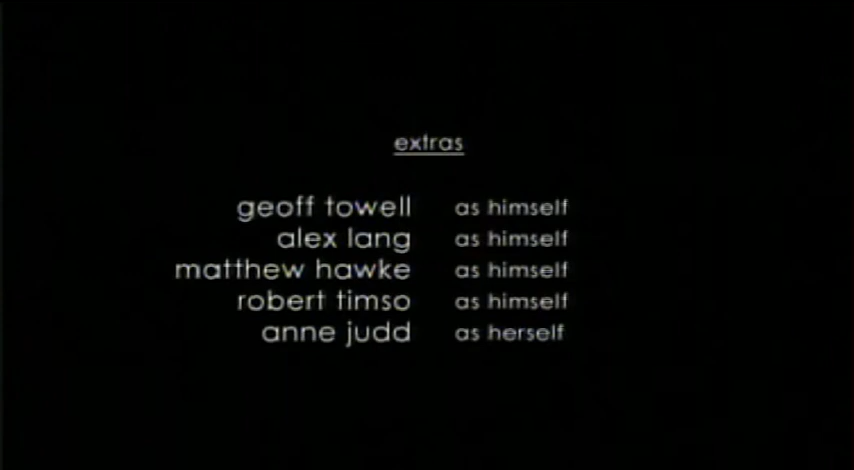 extras
geoff towell as himself
alex lang as himself
matthew hawke as himself
robert timso as himself
anne judd as herself